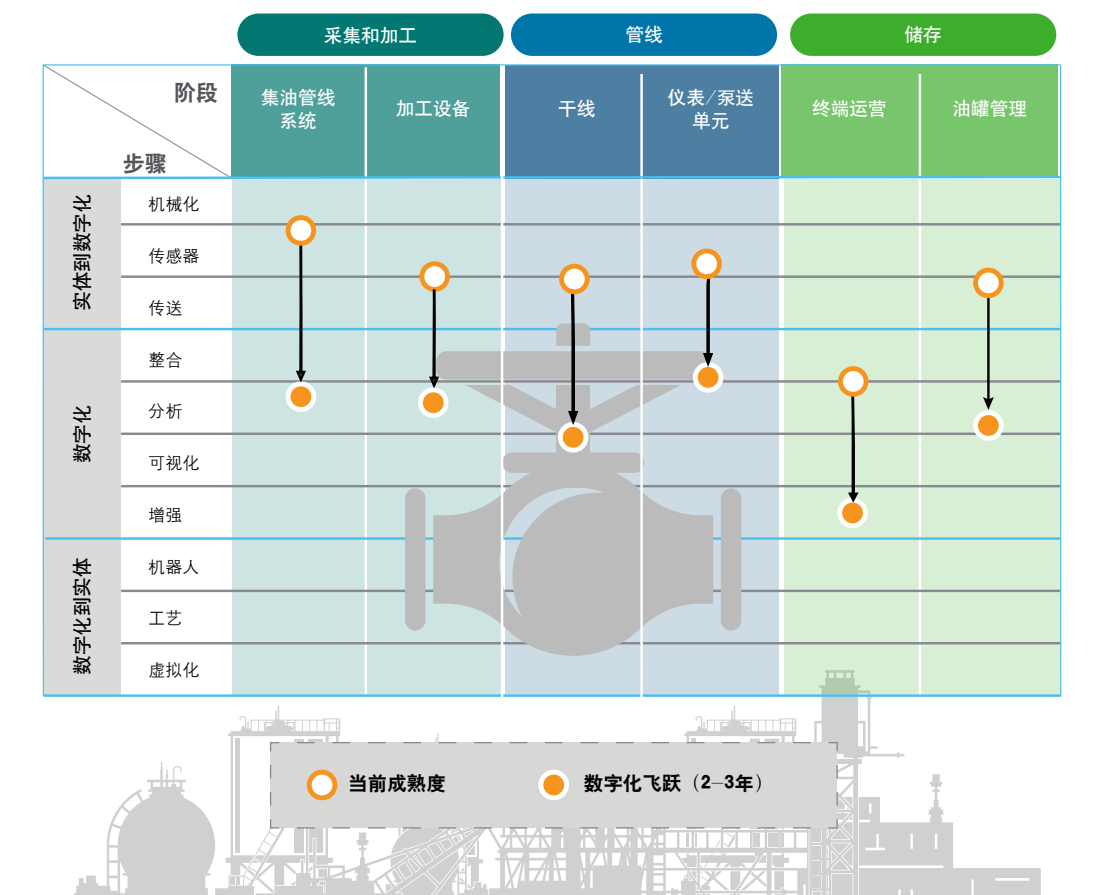 采集和加工
管线
储存
阶段
步骤
集油管线
系统
加工设备
干线
仪表/泵送
单元
终端运营
油罐管理
实体到数字化
机械化
传感器
传送
数字化
整合
分析
可视化
增强
数字化到实体
机器人
工艺
虚拟化
当前成熟度
数字化飞跃（2–3年）